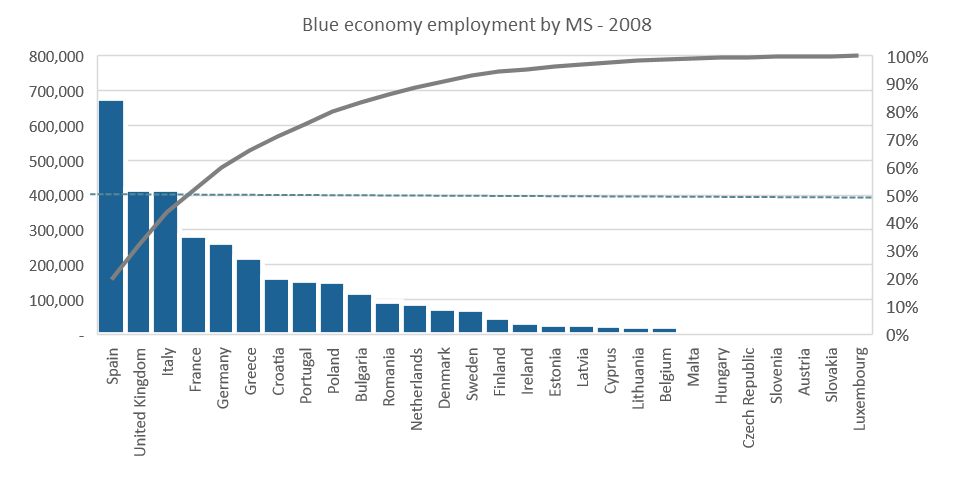 Blue economy employment by MS - 2008
800,000
700,000
600,000
500,000
400,000
300,000
200,000
100,000
-
100%
90%
80%
70%
60%
50%
40%
30%
20%
10%
0%
Spain
United Kingdom
Italy
France
Germany
Greece
Croatia
Portugal
Poland
Bulgaria
Romania
Netherlands
Denmark
Sweden
Finland
Ireland
Estonia
Latvia
Cyprus
Lithuania
Belgium
Malta
Hungary
Czech Republic
Slovenia
Austria
Slovakia
Luxembourg